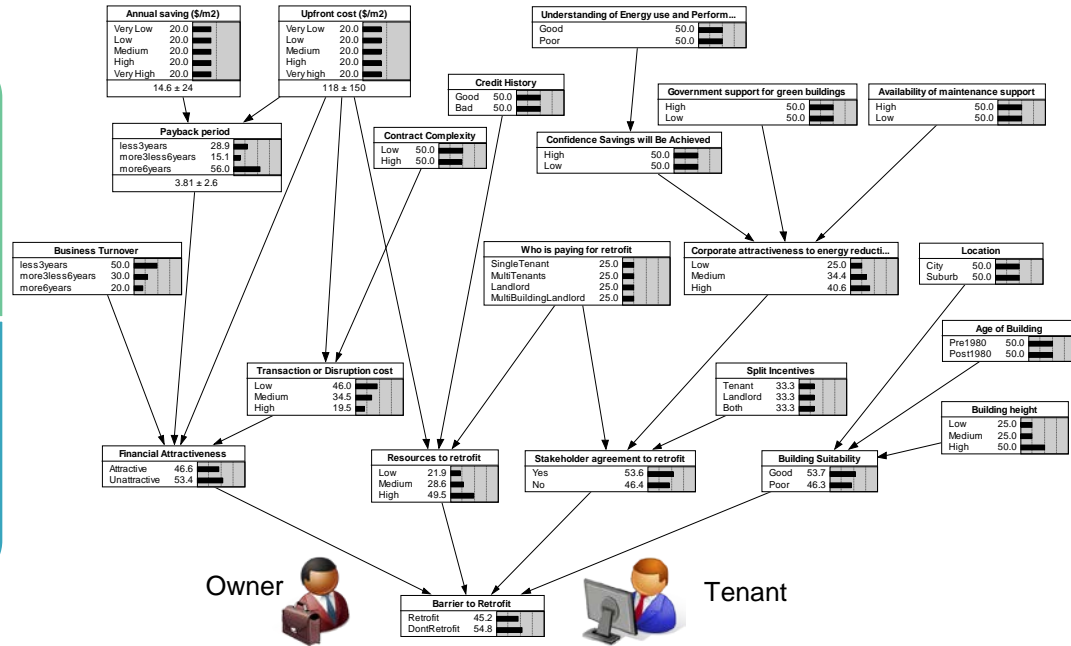 Annual saving ($/m2)
Very Low 20.0
Low 20.0
Medium 20.0
High 20.0
Very High 20.0
14.6 ± 24
Upfront cost ($/m2)
Very Low 20.0
Low 20.0
Medium 20.0
High 20.0
Very high 20.0
118 ± 150
Understanding of Energy use and Perform...
Good 50.0
Poor 50.0
Credit History
Good 50.0
Bad 50.0
Government support for green buildings
High 50.0
Low 50.0
Availability of maintenance support
High 50.0
Low 50.0
Payback period
less3years 28.9
more3less6years 15.1
more6years 56.0
3.81 ± 2.6
Contract Complexity
Low 50.0
High 50.0
Confidence Savings will Be Achieved
High 50.0
Low 50.0
Business Turnover
less3years 50.0
more3less6years 30.0
more6years 20.0
Who is paying for retrofit
SingleTenant 25.0
MultiTenants 25.0
Landlord 25.0
MultiBuildingLandlord 25.0
Corporate attractiveness to energy reducti...
Low 25.0
Medium 34.4
High 40.6
Location
City 50.0
Suburb 50.0
Age of Building
Pre1980 50.0
Post1980 50.0
Transaction or Disruption cost
Low 46.0
Medium 34.5
High 19.5
Split Incentives
Tenant 33.3
Landlord 33.3
Both 33.3
Building height
Low 25.0
Medium 25.0
High 50.0
Financial Attractiveness
Attractive 46.6
Unattractive 53.4
Resources to retrofit
Low 21.9
Medium 28.6
High 49.5
Stakeholder agreement to retrofit
Yes 53.6
No 46.4
Building Suitability
Good 53.7
Poor 46.3
Owner
Tenant
Barrier to Retrofit
Retrofit 45.2
DontRetrofit 54.8